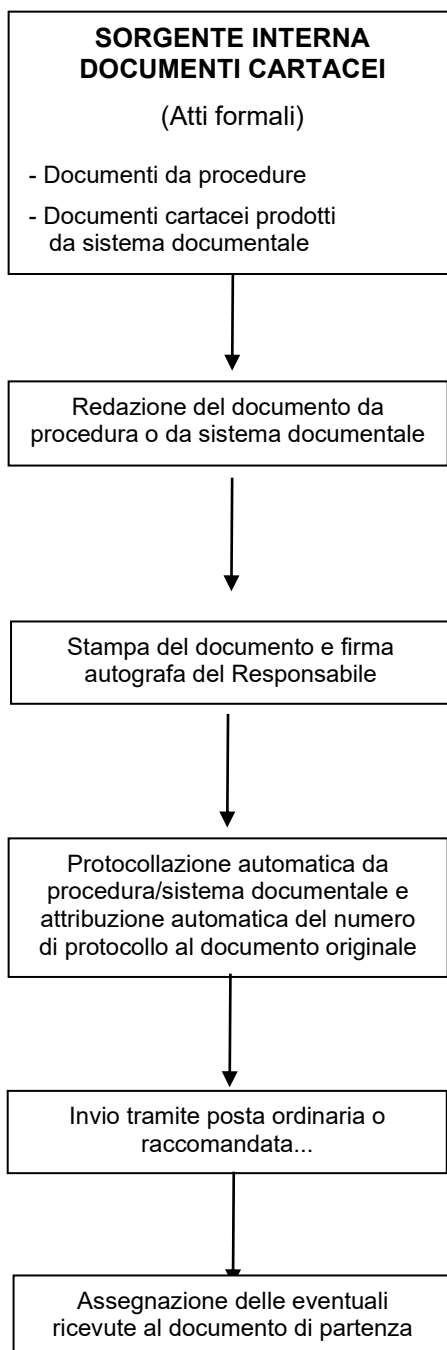 SORGENTE INTERNA
DOCUMENTI CARTACEI
(Atti formali)
- Documenti da procedure
- Documenti cartacei prodotti
da sistema documentale
Redazione del documento da
procedura o da sistema documentale
Stampa del documento e firma
autografa del Responsabile
Protocollazione automatica da
procedura/sistema documentale e
attribuzione automatica del numero
di protocollo al documento originale
Invio tramite posta ordinaria o
raccomandata...
Assegnazione delle eventuali
ricevute al documento di partenza